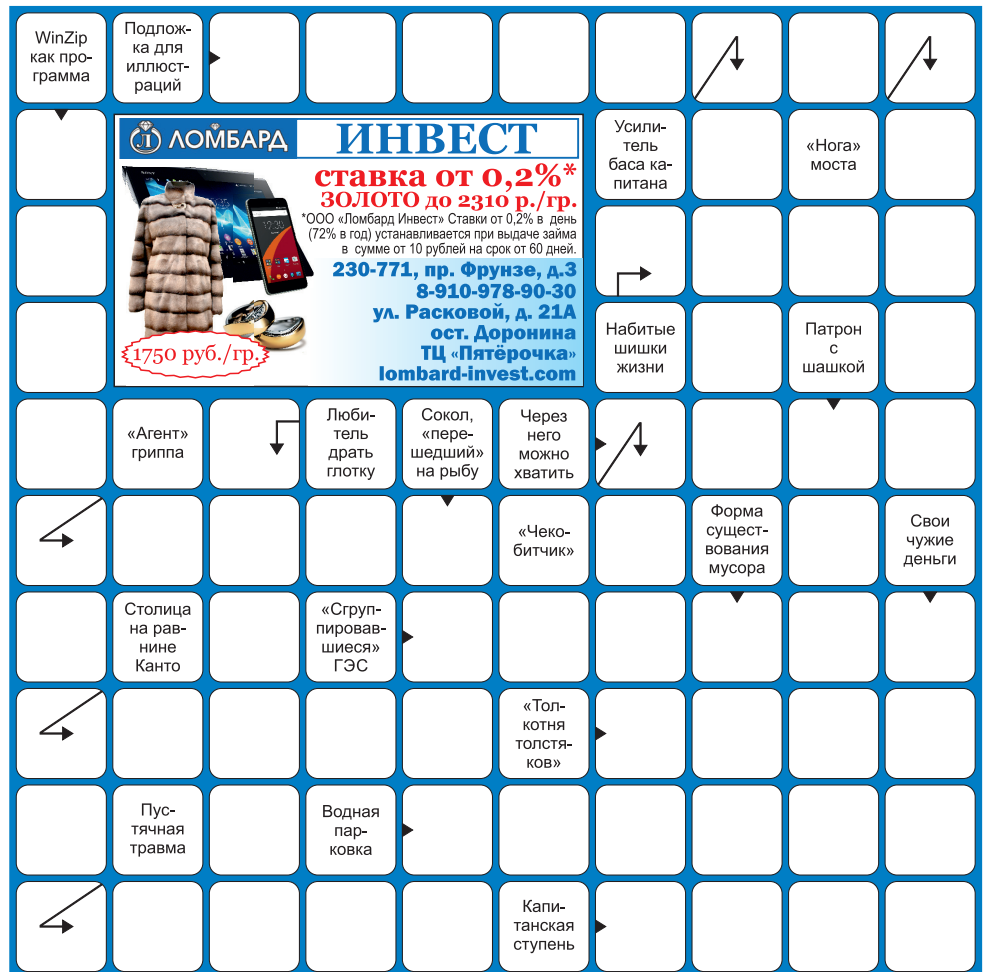 WinZip
как про-
грамма
Подлож-
ка для
иллюст-
раций
Л ЛОМБАРД
ИНВЕСТ
ставка от 0,2%*
ЗОЛОТО до 2310 р./гр.
*ООО «Ломбард Инвест» Ставки от 0,2% в день
(72% в год) устанавливается при выдаче займа
в сумме от 10 рублей на срок от 60 дней.
230-771, пр. Фрунзе, д.3
8-910-978-90-30
ул. Расковой, д. 21А
ост. Доронина
ТЦ «Пятёрочка»
lombard-invest.com
1750 руб./гр.
Усили-
тель
баса ка-
питана
«Нога»
моста
Набитые
шишки
жизни
Патрон
с
шашкой
«Агент»
гриппа
Люби-
тель
драть
глотку
Сокол,
«пере-
шедший»
на рыбу
Через
него
можно
хватить
«Чеко-
битчик»
Форма
сущест-
вования
мусора
Свои
чужие
деньги
Столица
на рав-
нине
Канто
«Сгруп-
пировав-
шиеся»
ГЭС
«Тол-
котня
толстя-
ков»
Пус-
тячная
травма
Водная
пар-
ковка
Капи-
танская
ступень